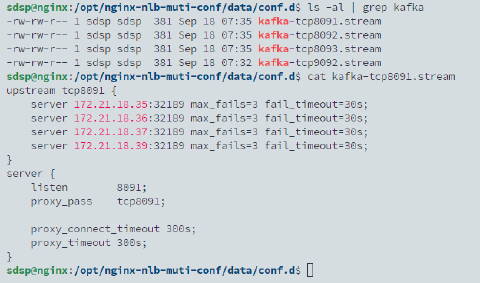 sdsp@nginx:/opt/nginx-nlb-muti-conf/data/conf.d$ ls -al | grep kafka
-rw-rw-r-- 1 sdsp sdsp  381 Sep 18 07:35 kafka-tcp8091.stream
-rw-rw-r-- 1 sdsp sdsp  381 Sep 18 07:35 kafka-tcp8092.stream
-rw-rw-r-- 1 sdsp sdsp  381 Sep 18 07:35 kafka-tcp8093.stream
-rw-rw-r-- 1 sdsp sdsp  381 Sep 18 07:32 kafka-tcp9092.stream
sdsp@nginx:/opt/nginx-nlb-muti-conf/data/conf.d$ cat kafka-tcp8091.stream
upstream tcp8091 {
    server 172.21.18.35:32189 max_fails=3 fail_timeout=30s;
    server 172.21.18.36:32189 max_fails=3 fail_timeout=30s;
    server 172.21.18.37:32189 max_fails=3 fail_timeout=30s;
    server 172.21.18.39:32189 max_fails=3 fail_timeout=30s;
}
server {
    listen        8091;
    proxy_pass    tcp8091;

    proxy_connect_timeout 300s;
    proxy_timeout 300s;
}
sdsp@nginx:/opt/nginx-nlb-muti-conf/data/conf.d$